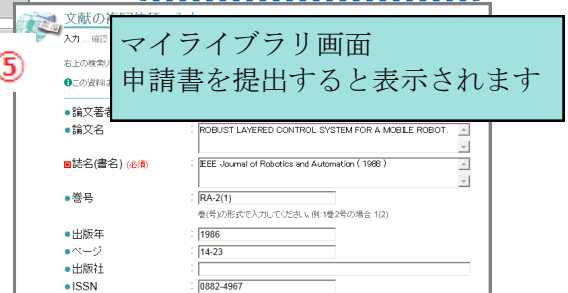 文献の複
入力 ... 確認
マイライブラリ画面
申請書を提出すると表示されます
⑤
右上の検索
この資料は
●論文著者
●論文名 : ROBUST LAYERED CONTROL SYSTEM FOR A MOBILE ROBOT.
誌名(書名) (必須) : IEEE Journal of Robotics and Automation ( 1988 )
●巻号 : RA-2(1)
巻(号)の形式で入力してください。例:1巻2号の場合 1(2)
●出版年 : 1986
●ページ : 14-23
●出版社 :
●ISSN : 0882-4967